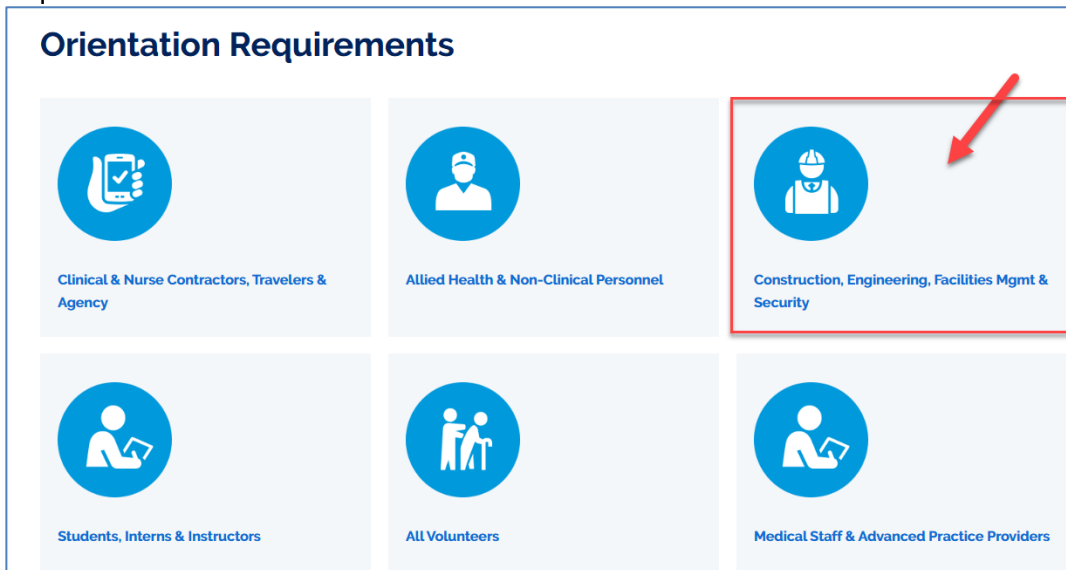 Orientation Requirements
Clinical & Nurse Contractors, Travelers &
Agency
Allied Health & Non-Clinical Personnel
Construction, Engineering, Facilities Mgmt &
Security
Students, Interns & Instructors
All Volunteers
Medical Staff & Advanced Practice Providers